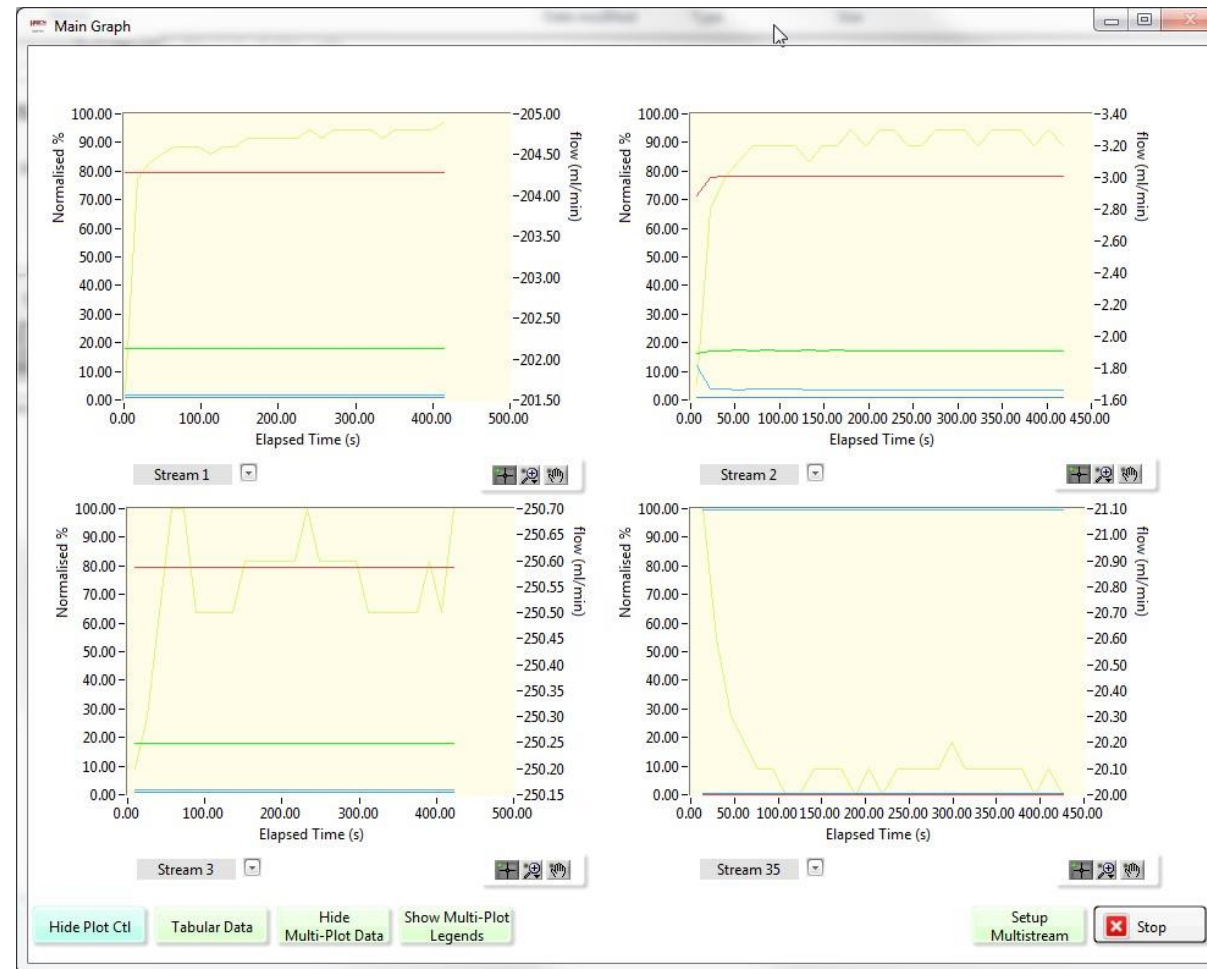 Main Graph
Normalised %
100.00
90.00
80.00
70.00
60.00
50.00
40.00
30.00
20.00
10.00
0.00
205.00
204.50
204.00
203.50
203.00
202.50
202.00
201.50
flow (ml/min)
0.00 100.00 200.00 300.00 400.00 500.00
Elapsed Time (s)
Stream 1
Normalised %
100.00
90.00
80.00
70.00
60.00
50.00
40.00
30.00
20.00
10.00
0.00
3.40
3.20
3.00
2.80
2.60
2.40
2.20
2.00
1.80
1.60
flow (ml/min)
0.00 50.00 100.00 150.00 200.00 250.00 300.00 350.00 400.00 450.00
Elapsed Time (s)
Stream 2
Normalised %
100.00
90.00
80.00
70.00
60.00
50.00
40.00
30.00
20.00
10.00
0.00
250.70
250.65
250.60
250.55
250.50
250.45
250.40
250.35
250.30
250.25
250.20
250.15
flow (ml/min)
0.00 100.00 200.00 300.00 400.00 500.00
Elapsed Time (s)
Stream 3
Normalised %
100.00
90.00
80.00
70.00
60.00
50.00
40.00
30.00
20.00
10.00
0.00
21.10
21.00
20.90
20.80
20.70
20.60
20.50
20.40
20.30
20.20
20.10
20.00
flow (ml/min)
0.00 50.00 100.00 150.00 200.00 250.00 300.00 350.00 400.00 450.00
Elapsed Time (s)
Stream 35
Hide Plot Ctl
Tabular Data
Hide
Multi-Plot Data
Show Multi-Plot
Legends
Setup
Multistream
Stop